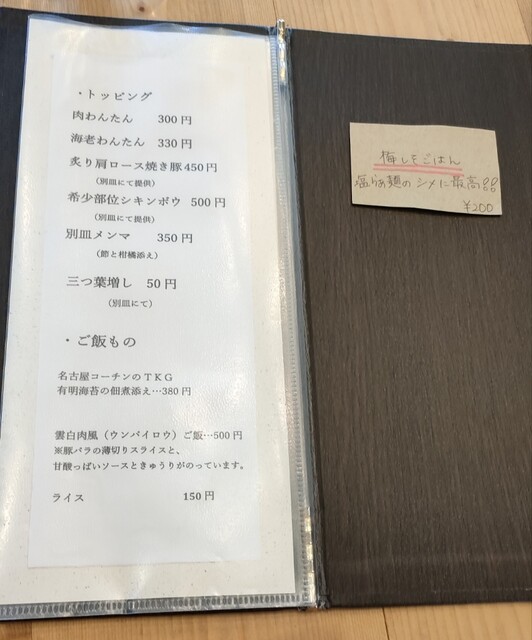 ・トッピング
肉わんたん 300円
海老わんたん 330円
炙り肩ロース焼き豚450円
(別皿にて提供)
希少部位シキンボウ 500円
(別皿にて提供)
別皿メンマ 350円
(節と柑橘添え)
三つ葉増し 50円
(別皿にて)
・ご飯もの
名古屋コーチンのTKG
有明海苔の佃煮添え…380円
雲白肉風（ウンパイロウ）ご飯…500円
※豚バラの薄切りスライスと、
甘酸っぱいソースときゅうりがのっています。
ライス 150円
梅しそごはん
塩らぁ麺のシメに最高!!
¥200